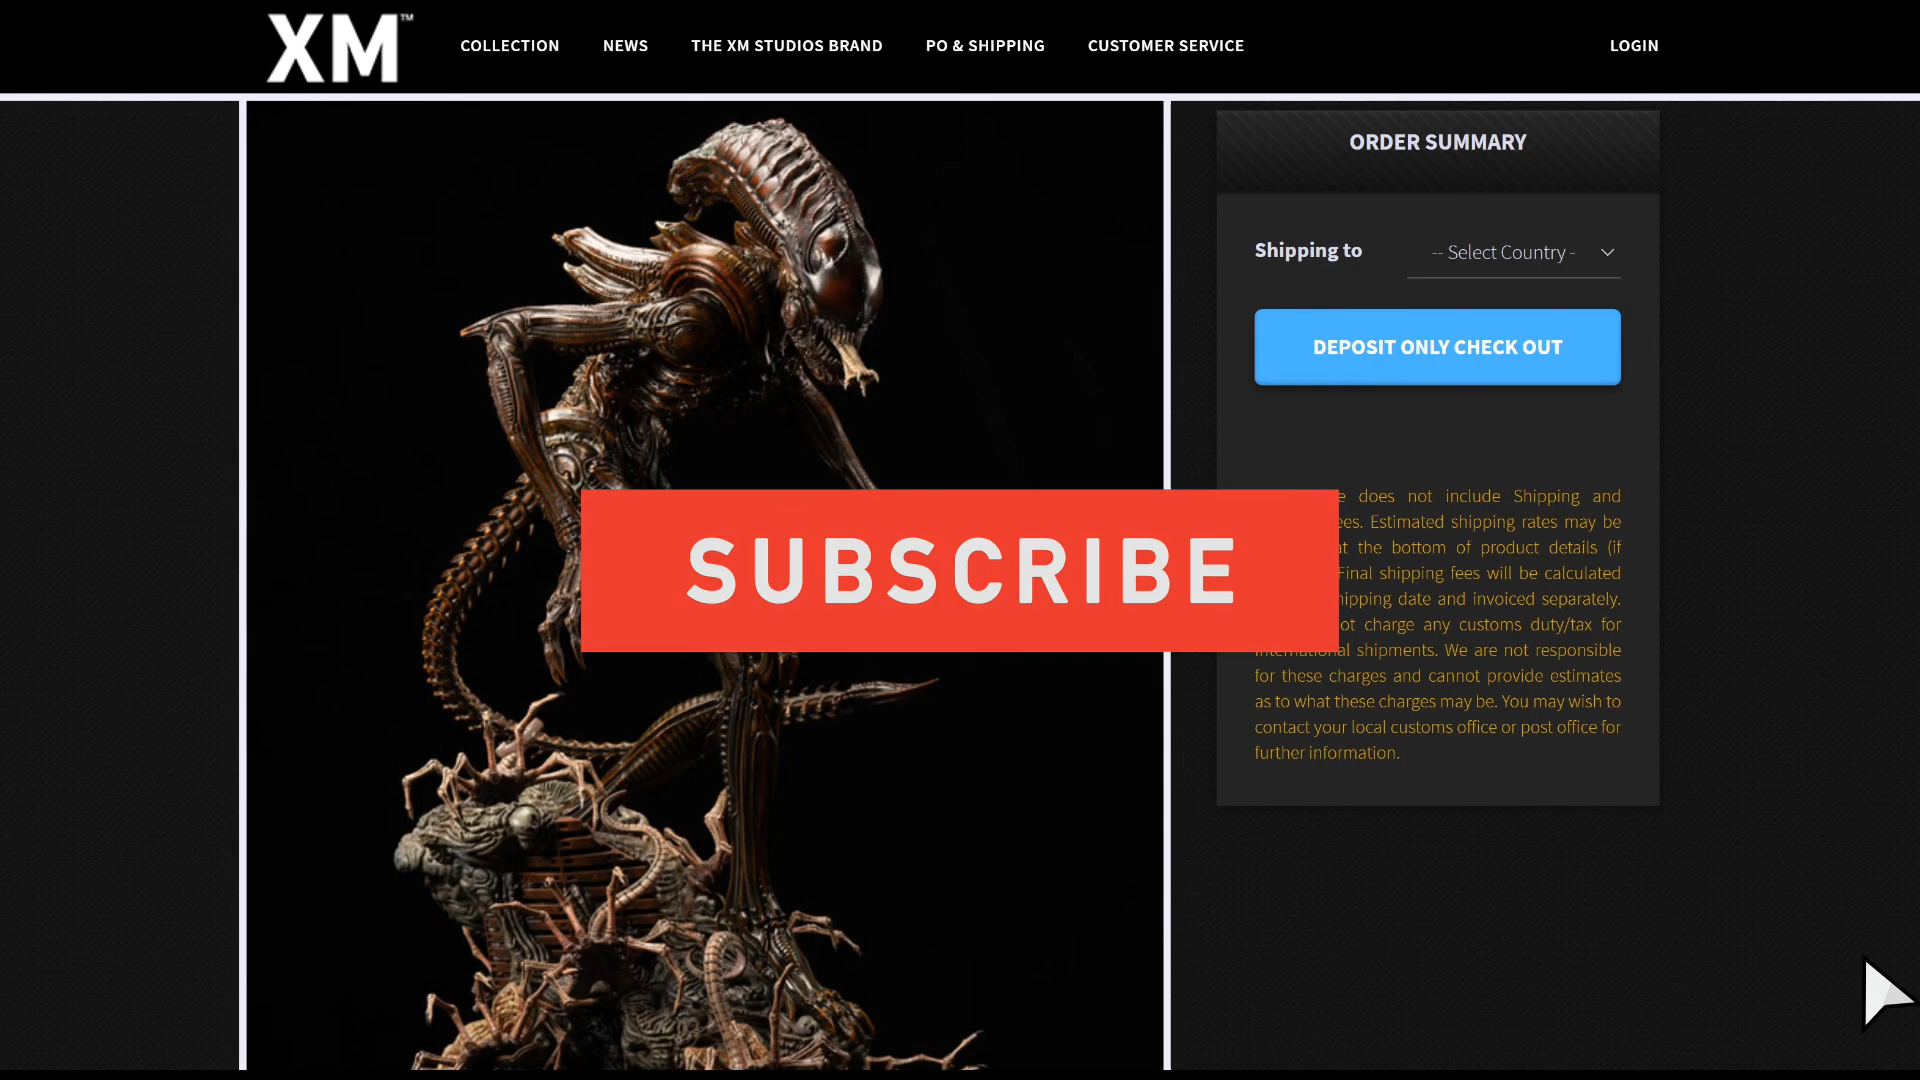 XM™
COLLECTION NEWS THE XM STUDIOS BRAND PO & SHIPPING CUSTOMER SERVICE LOGIN
ORDER SUMMARY
Shipping to -- Select Country -
DEPOSIT ONLY CHECK OUT
SUBSCRIBE
does not include Shipping and
Estimated shipping rates may be
the bottom of product details (if
Final shipping fees will be calculated
date and invoiced separately.
charge any customs duty/tax for
international shipments. We are not responsible
for these charges and cannot provide estimates
as to what these charges may be. You may wish to
contact your local customs office or post office for
further information.